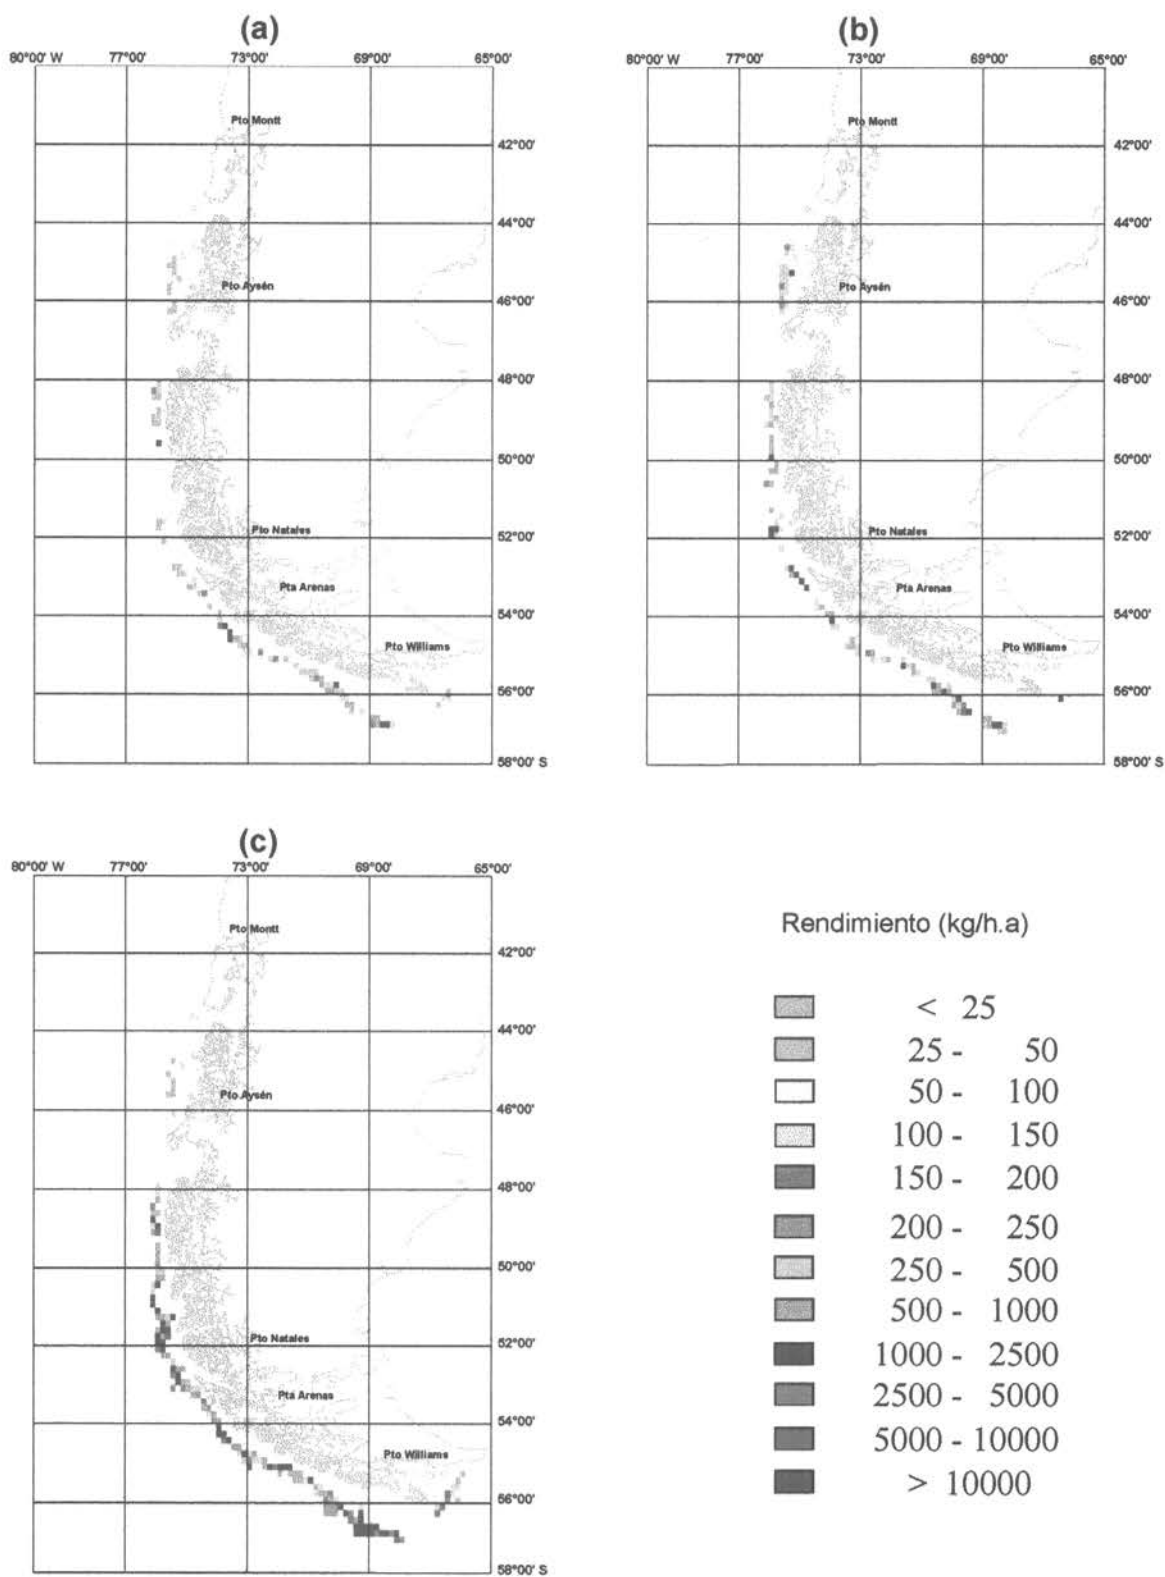 (a)
80°00' W 77°00' 73°00' 69°00' 65°00'
Pto Montt
42°00'
44°00'
Pto Aysén
46°00'
48°00'
50°00'
Pto Natales
52°00'
Pta Arenas
54°00'
Pto Williams
56°00'
58°00' S
(b)
80°00' W 77°00' 73°00' 69°00' 65°00'
Pto Montt
42°00'
44°00'
Pto Aysén
46°00'
48°00'
50°00'
Pto Natales
52°00'
Pta Arenas
54°00'
Pto Williams
56°00'
58°00' S
(c)
80°00' W 77°00' 73°00' 69°00' 65°00'
Pto Montt
42°00'
44°00'
Pto Aysén
46°00'
48°00'
50°00'
Pto Natales
52°00'
Pta Arenas
54°00'
Pto Williams
56°00'
58°00' S
Rendimiento (kg/h.a)
< 25
25 - 50
50 - 100
100 - 150
150 - 200
200 - 250
250 - 500
500 - 1000
1000 - 2500
2500 - 5000
5000 - 10000
> 10000